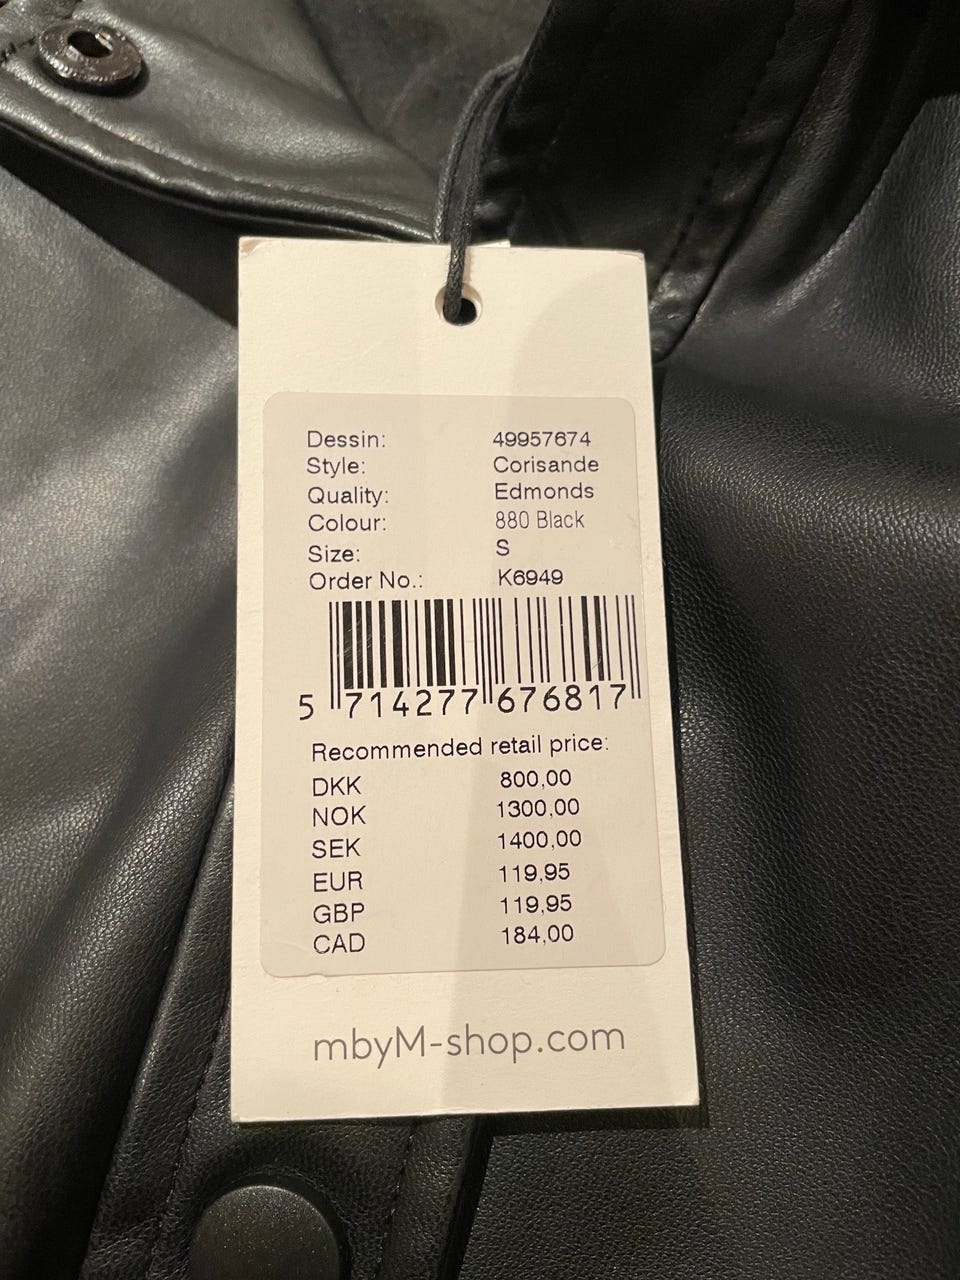 Dessin: 49957674
Style: Corisande
Quality: Edmonds
Colour: 880 Black
Size: S
Order No.: K6949
5 714277 676817
Recommended retail price:
DKK 800,00
NOK 1300,00
SEK 1400,00
EUR 119,95
GBP 119,95
CAD 184,00
mbyM-shop.com